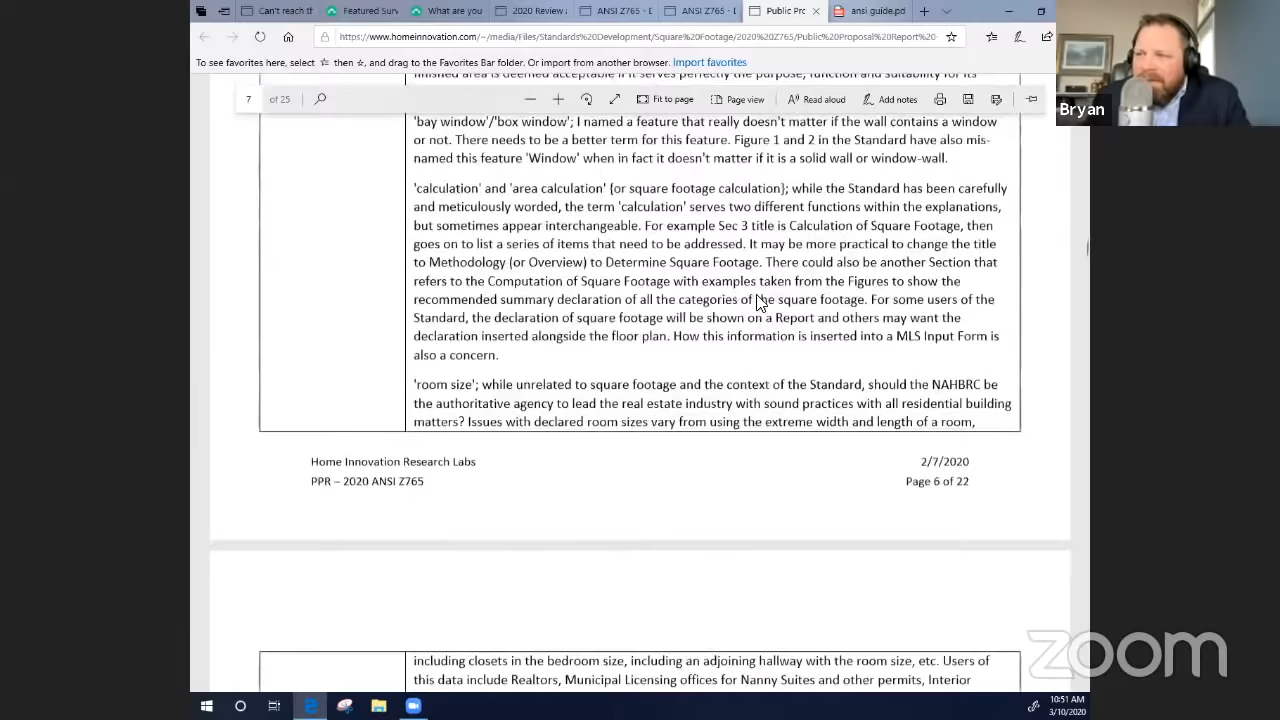 Can't reach tl
Featured Surv
What are you
2020 Review a
ANSI Z765 - D
ANSI Z765 - D
Public Pro
ansi guide.pd
https://www.homeinnovation.com/~/media/Files/Standards%20Development/Square%20Footage/2020%20Z765/Public%20Proposal%20Report%20-
To see favorites here, select ☆ then ☆, and drag to the Favorites Bar folder. Or import from another browser. Import favorites
Bryan
finished area is deemed acceptable if it serves perfectly the purpose, function and suitability for its
7 of 25
Fit to page
Page view
Read aloud
Add notes
'bay window'/'box window'; I named a feature that really doesn't matter if the wall contains a window
or not. There needs to be a better term for this feature. Figure 1 and 2 in the Standard have also mis-
named this feature 'Window' when in fact it doesn't matter if it is a solid wall or window-wall.
'calculation' and 'area calculation' {or square footage calculation}; while the Standard has been carefully
and meticulously worded, the term 'calculation' serves two different functions within the explanations,
but sometimes appear interchangeable. For example Sec 3 title is Calculation of Square Footage, then
goes on to list a series of items that need to be addressed. It may be more practical to change the title
to Methodology (or Overview) to Determine Square Footage. There could also be another Section that
refers to the Computation of Square Footage with examples taken from the Figures to show the
recommended summary declaration of all the categories of the square footage. For some users of the
Standard, the declaration of square footage will be shown on a Report and others may want the
declaration inserted alongside the floor plan. How this information is inserted into a MLS Input Form is
also a concern.
'room size'; while unrelated to square footage and the context of the Standard, should the NAHBRC be
the authoritative agency to lead the real estate industry with sound practices with all residential building
matters? Issues with declared room sizes vary from using the extreme width and length of a room,
Home Innovation Research Labs
2/7/2020
PPR – 2020 ANSI Z765
Page 6 of 22
including closets in the bedroom size, including an adjoining hallway with the room size, etc. Users of
this data include Realtors, Municipal Licensing offices for Nanny Suites and other permits, Interior
zoom
10:51 AM
3/10/2020